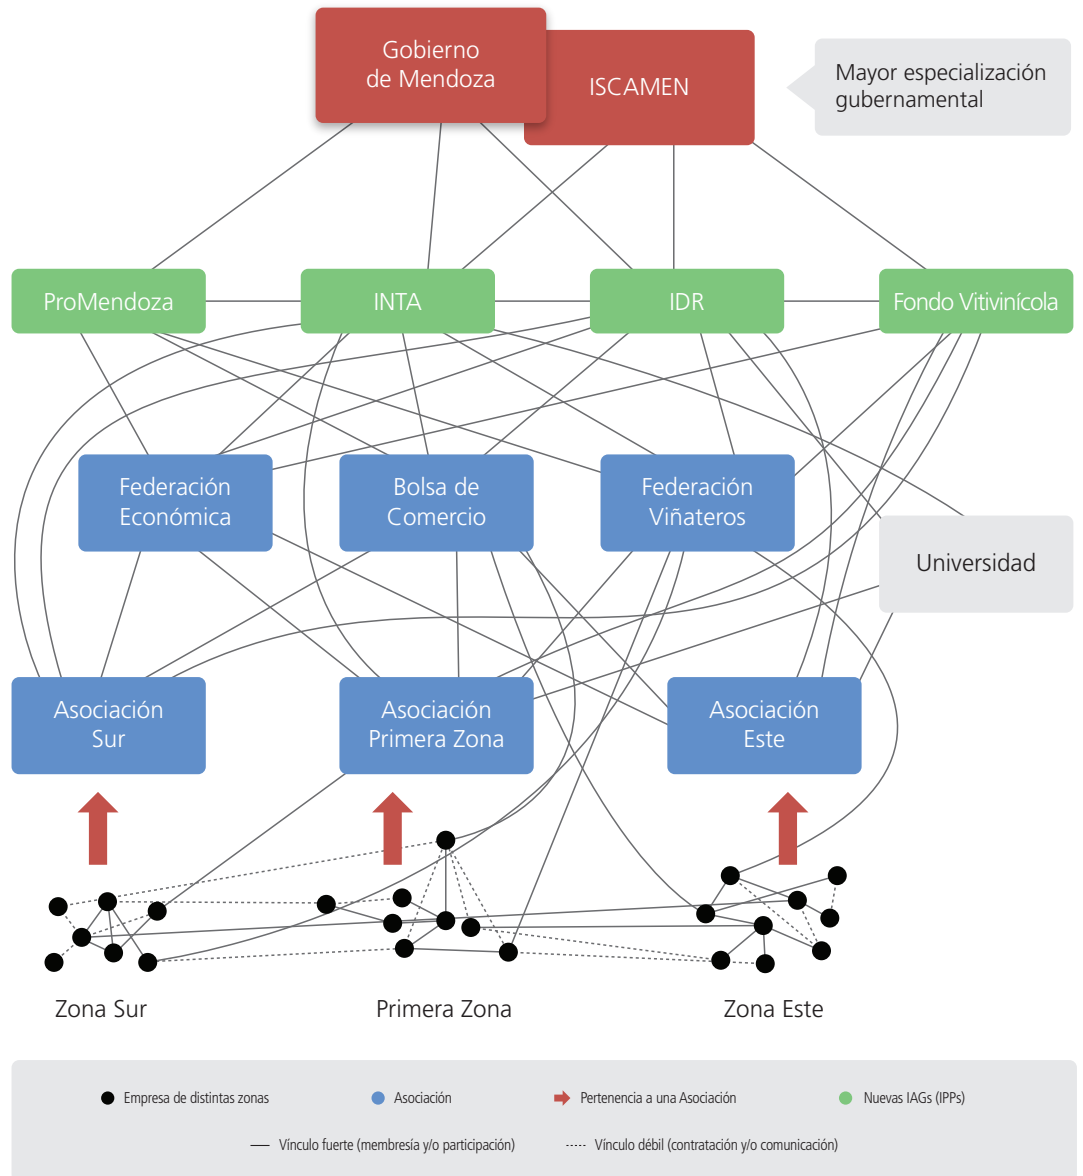 Gobierno
de Mendoza
ISCAMEN
Mayor especialización
gubernamental
ProMendoza
INTA
IDR
Fondo Vitivinícola
Federación
Económica
Bolsa de
Comercio
Federación
Viñateros
Universidad
Asociación
Sur
Asociación
Primera Zona
Asociación
Este
Zona Sur
Primera Zona
Zona Este
Empresa de distintas zonas
Asociación
Pertenencia a una Asociación
Nuevas IAGs (IPPs)
Vínculo fuerte (membresía y/o participación)
Vínculo débil (contratación y/o comunicación)